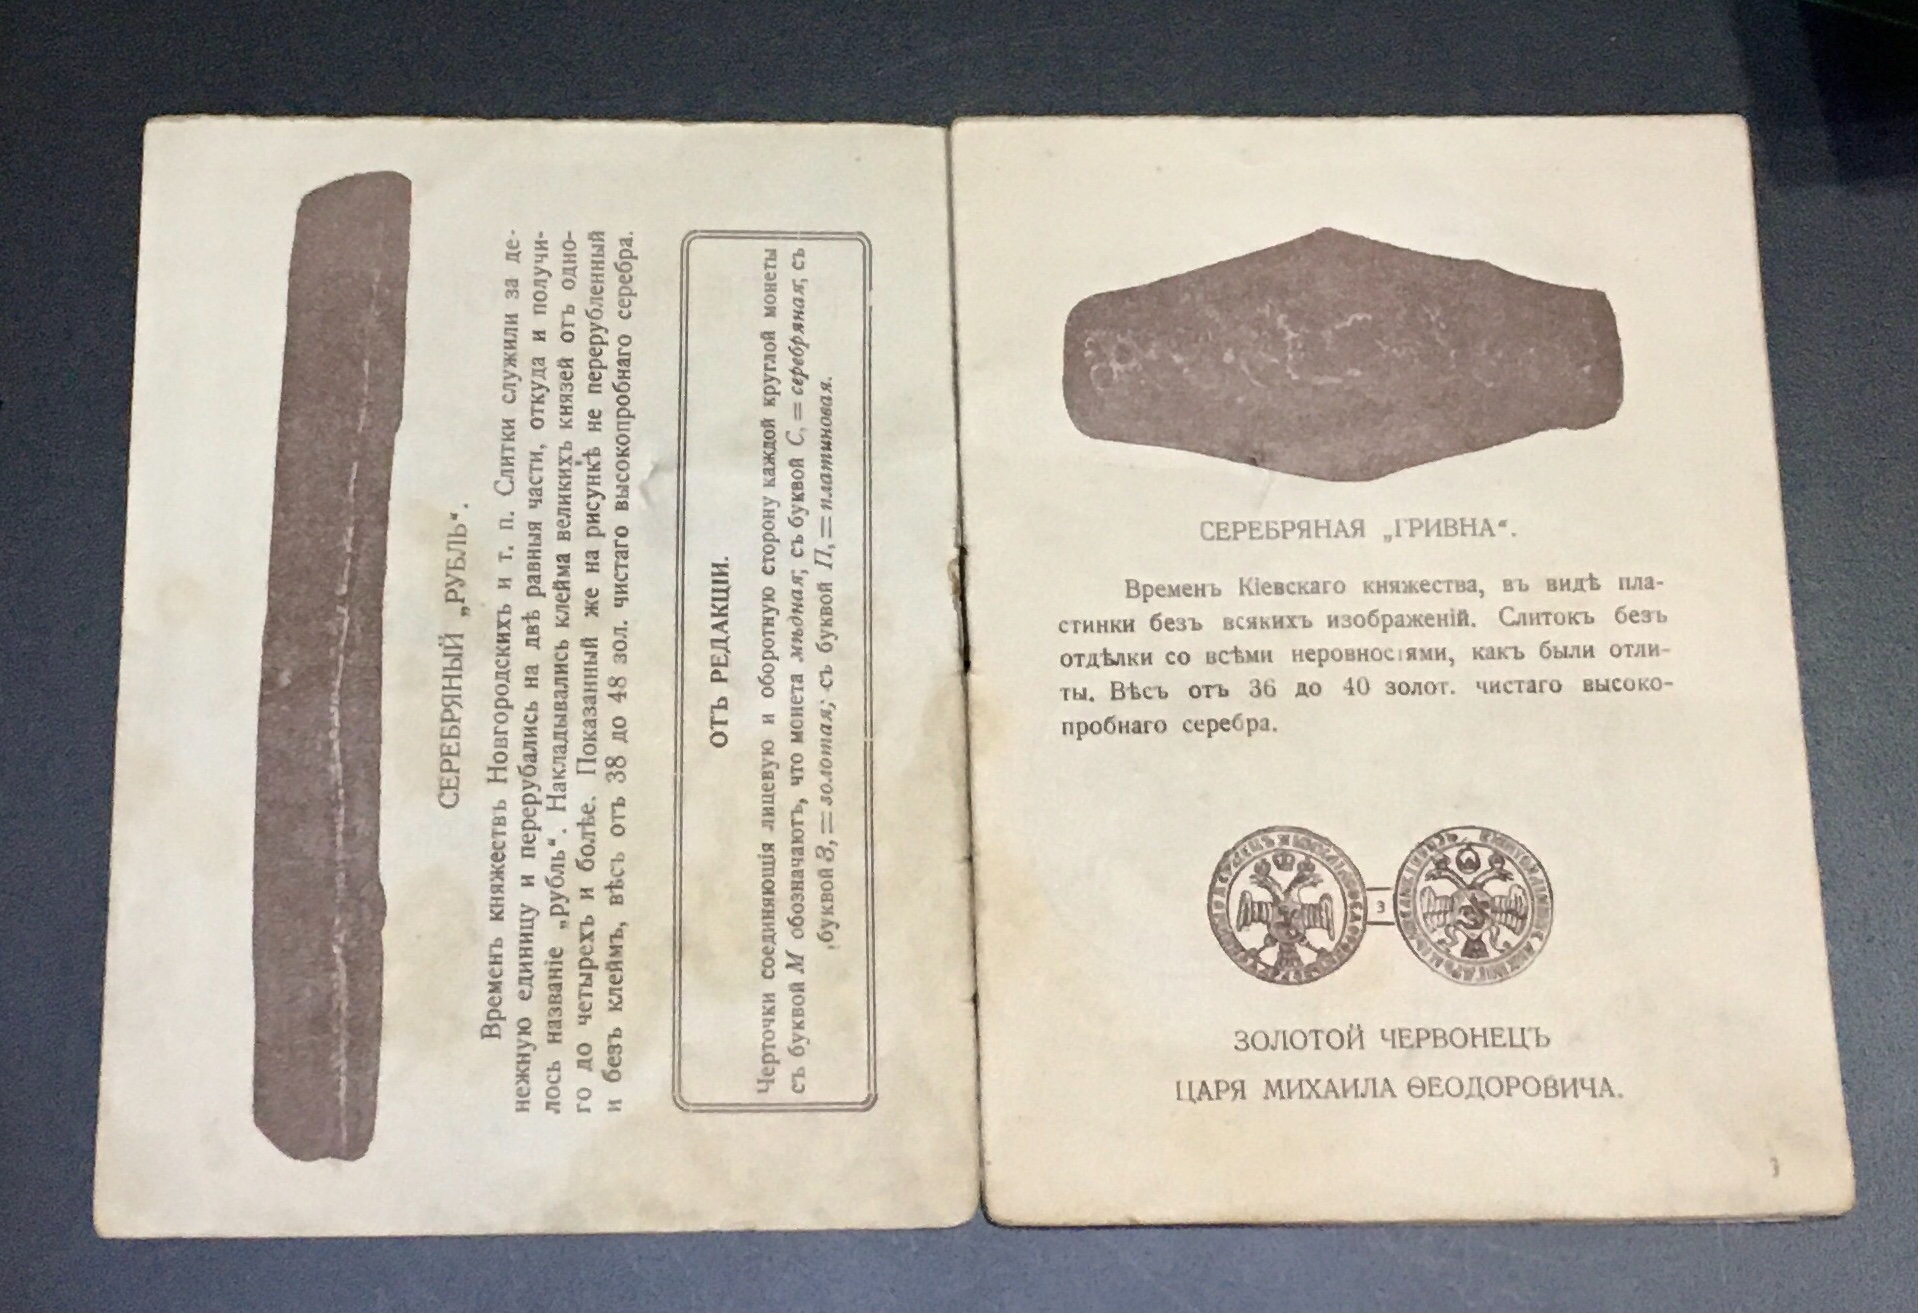 СЕРЕБРЯНЫЙ „РУБЛЬ“.
Временъ княжествъ Новгородскихъ и т. п. Слитки служили за де-
нежную единицу и перерубались на двѣ равныя части, откуда и получи-
лось названіе „рубль“. Накладывались клейма великихъ князей отъ одно-
го до четырехъ и болѣе. Показанный же на рисункѣ не перерубленный
и безъ клеймъ, вѣсъ отъ 38 до 48 зол. чистаго высокопробнаго серебра.
ОТЪ РЕДАКЦІИ.
Черточки соединяющія лицевую и оборотную сторону каждой круглой монеты
съ буквой М обозначаютъ, что монета мѣдная; съ буквой С, = серебряная; съ
буквой З, = золотая; съ буквой П, = платиновая.
СЕРЕБРЯНАЯ „ГРИВНА“.
Временъ Кіевскаго княжества, въ видѣ пла-
стинки безъ всякихъ изображеній. Слитокъ безъ
отдѣлки со всѣми неровностями, какъ были отли-
ты. Вѣсъ отъ 36 до 40 золот. чистаго высоко-
пробнаго серебра.
З
ЗОЛОТОЙ ЧЕРВОНЕЦЪ
ЦАРЯ МИХАИЛА ѲЕОДОРОВИЧА.